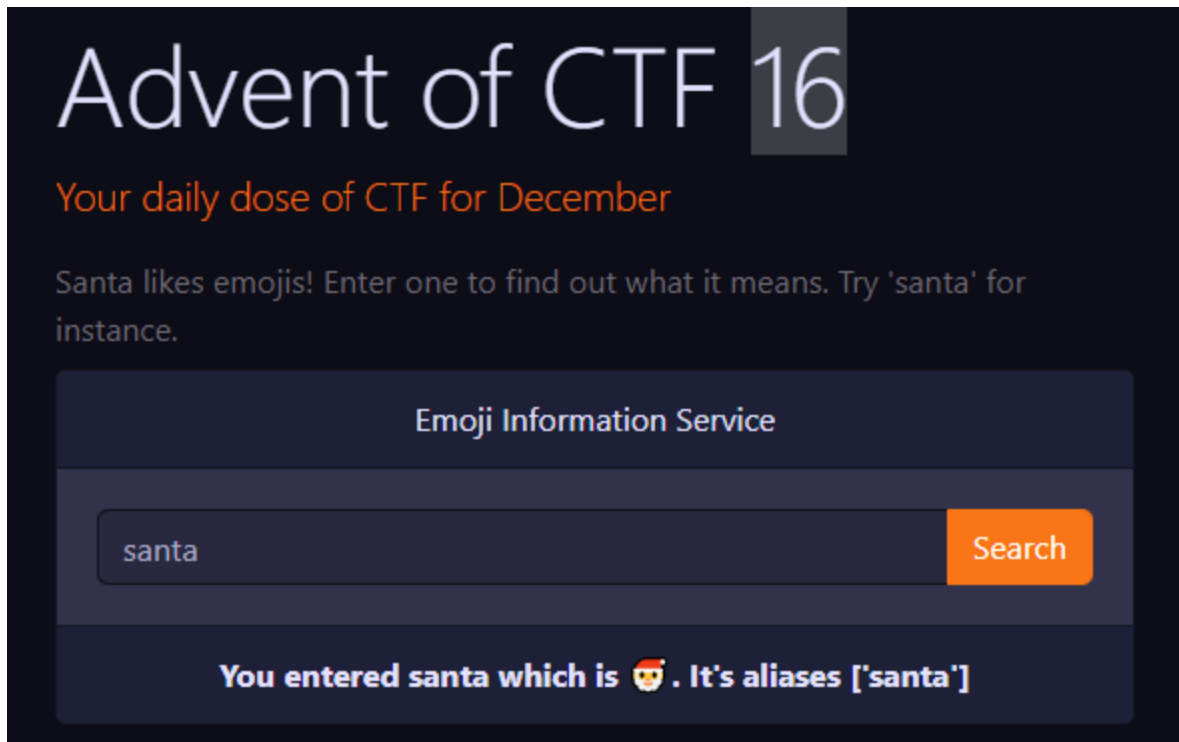 Advent of CTF 16
Your daily dose of CTF for December
Santa likes emojis! Enter one to find out what it means. Try 'santa' for
instance.
Emoji Information Service
santa
Search
You entered santa which is 🎅. It's aliases ['santa']